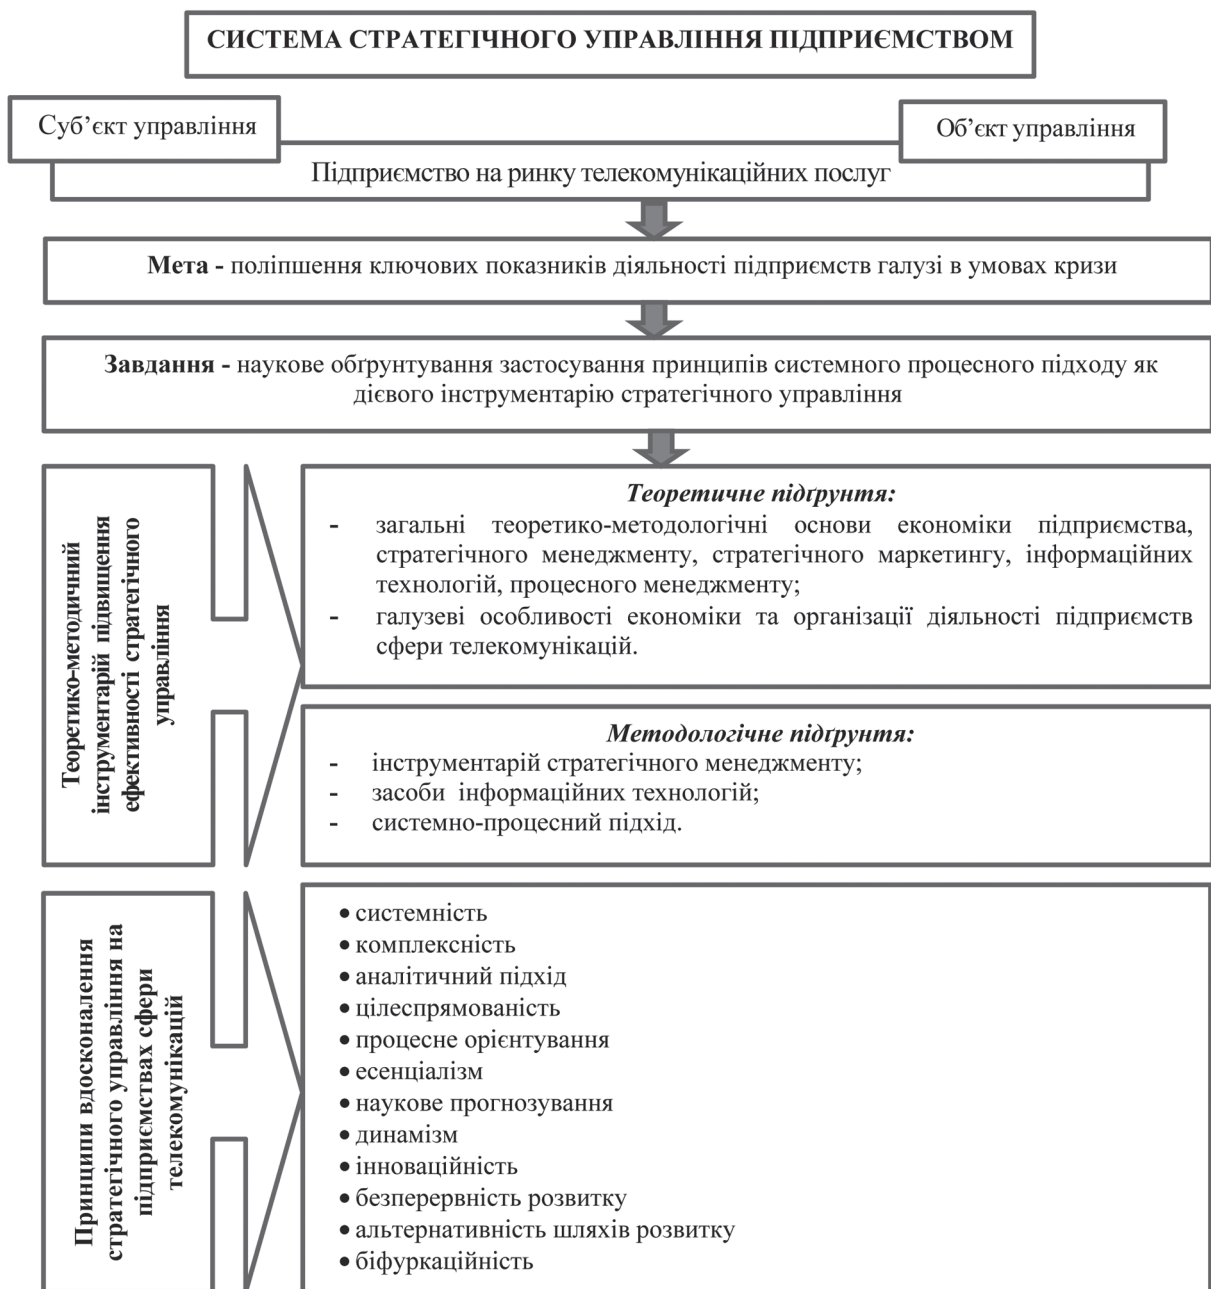 СИСТЕМА СТРАТЕГІЧНОГО УПРАВЛІННЯ ПІДПРИЄМСТВОМ
Суб’єкт управління
Об’єкт управління
Підприємство на ринку телекомунікаційних послуг
Мета - поліпшення ключових показників діяльності підприємств галузі в умовах кризи
Завдання - наукове обґрунтування застосування принципів системного процесного підходу як
дієвого інструментарію стратегічного управління
Теоретико-методичний
інструментарій підвищення
ефективності стратегічного
управління
Теоретичне підґрунтя:
- загальні теоретико-методологічні основи економіки підприємства,
стратегічного менеджменту, стратегічного маркетингу, інформаційних
технологій, процесного менеджменту;
- галузеві особливості економіки та організації діяльності підприємств
сфери телекомунікацій.
Методологічне підґрунтя:
- інструментарій стратегічного менеджменту;
- засоби інформаційних технологій;
- системно-процесний підхід.
Принципи вдосконалення
стратегічного управління на
підприємствах сфери
телекомунікацій
• системність
• комплексність
• аналітичний підхід
• цілеспрямованість
• процесне орієнтування
• есенціалізм
• наукове прогнозування
• динамізм
• інноваційність
• безперервність розвитку
• альтернативність шляхів розвитку
• біфуркаційність